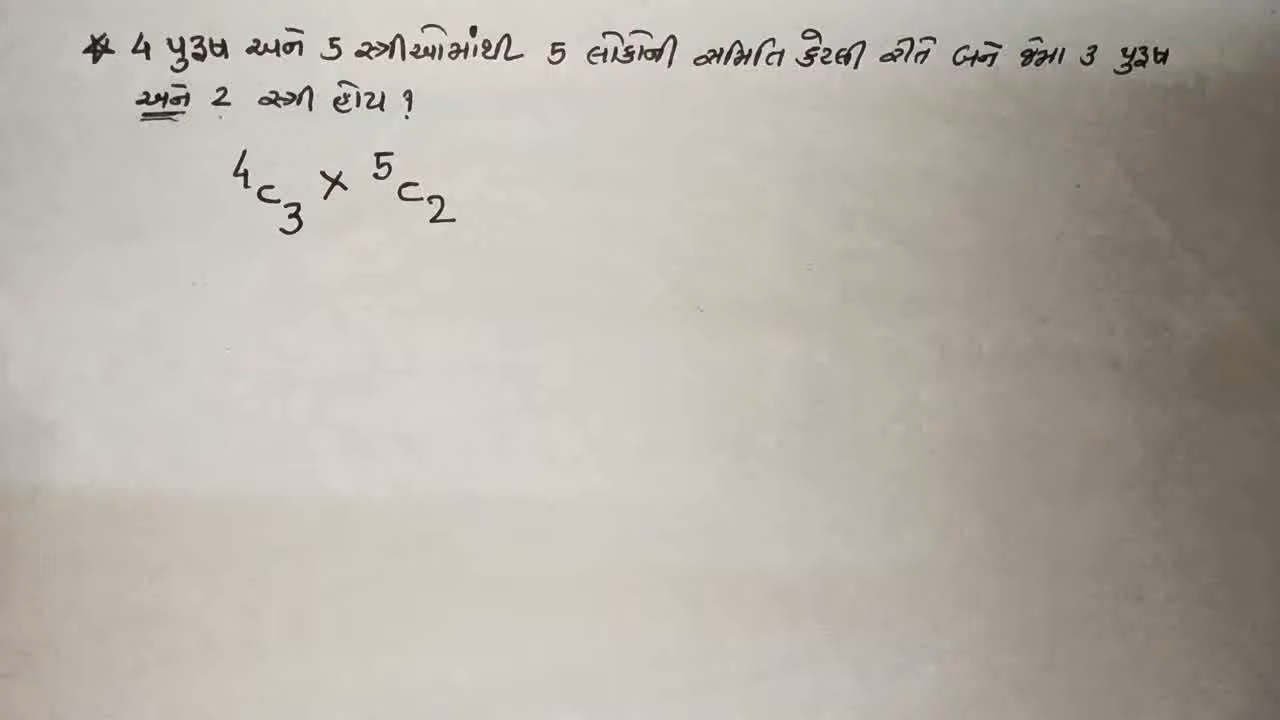 * 4 પુરૂષ અને 5 સ્ત્રીઓમાંથી 5 લોકોની સમિતિ કેટલી રીતે બને જેમા 3 પુરૂષ
અને 2 સ્ત્રી હોય ?
⁴C₃ × ⁵C₂